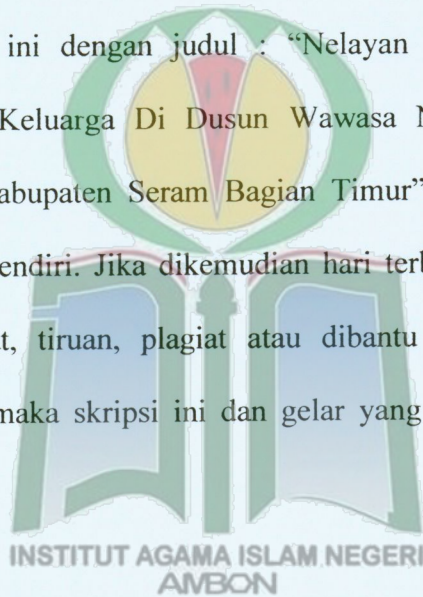 ini dengan judul : “Nelayan
Keluarga Di Dusun Wawasa N
abupaten Seram Bagian Timur”
endiri. Jika dikemudian hari terb
at, tiruan, plagiat atau dibantu
maka skripsi ini dan gelar yang
INSTITUT AGAMA ISLAM NEGERI
AMBON